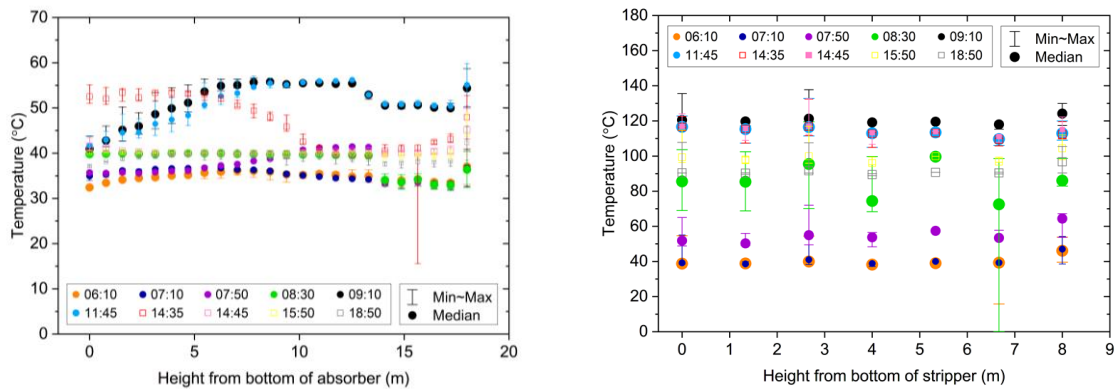 70
60
50
40
30
20
10
0
Temperature (°C)
06:10 07:10 07:50 08:30 09:10
11:45 14:35 14:45 15:50 18:50
Min~Max
Median
0 5 10 15 20
Height from bottom of absorber (m)
180
160
140
120
100
80
60
40
20
0
Temperature (°C)
06:10 07:10 07:50 08:30 09:10
11:45 14:35 14:45 15:50 18:50
Min~Max
Median
0 1 2 3 4 5 6 7 8 9
Height from bottom of stripper (m)